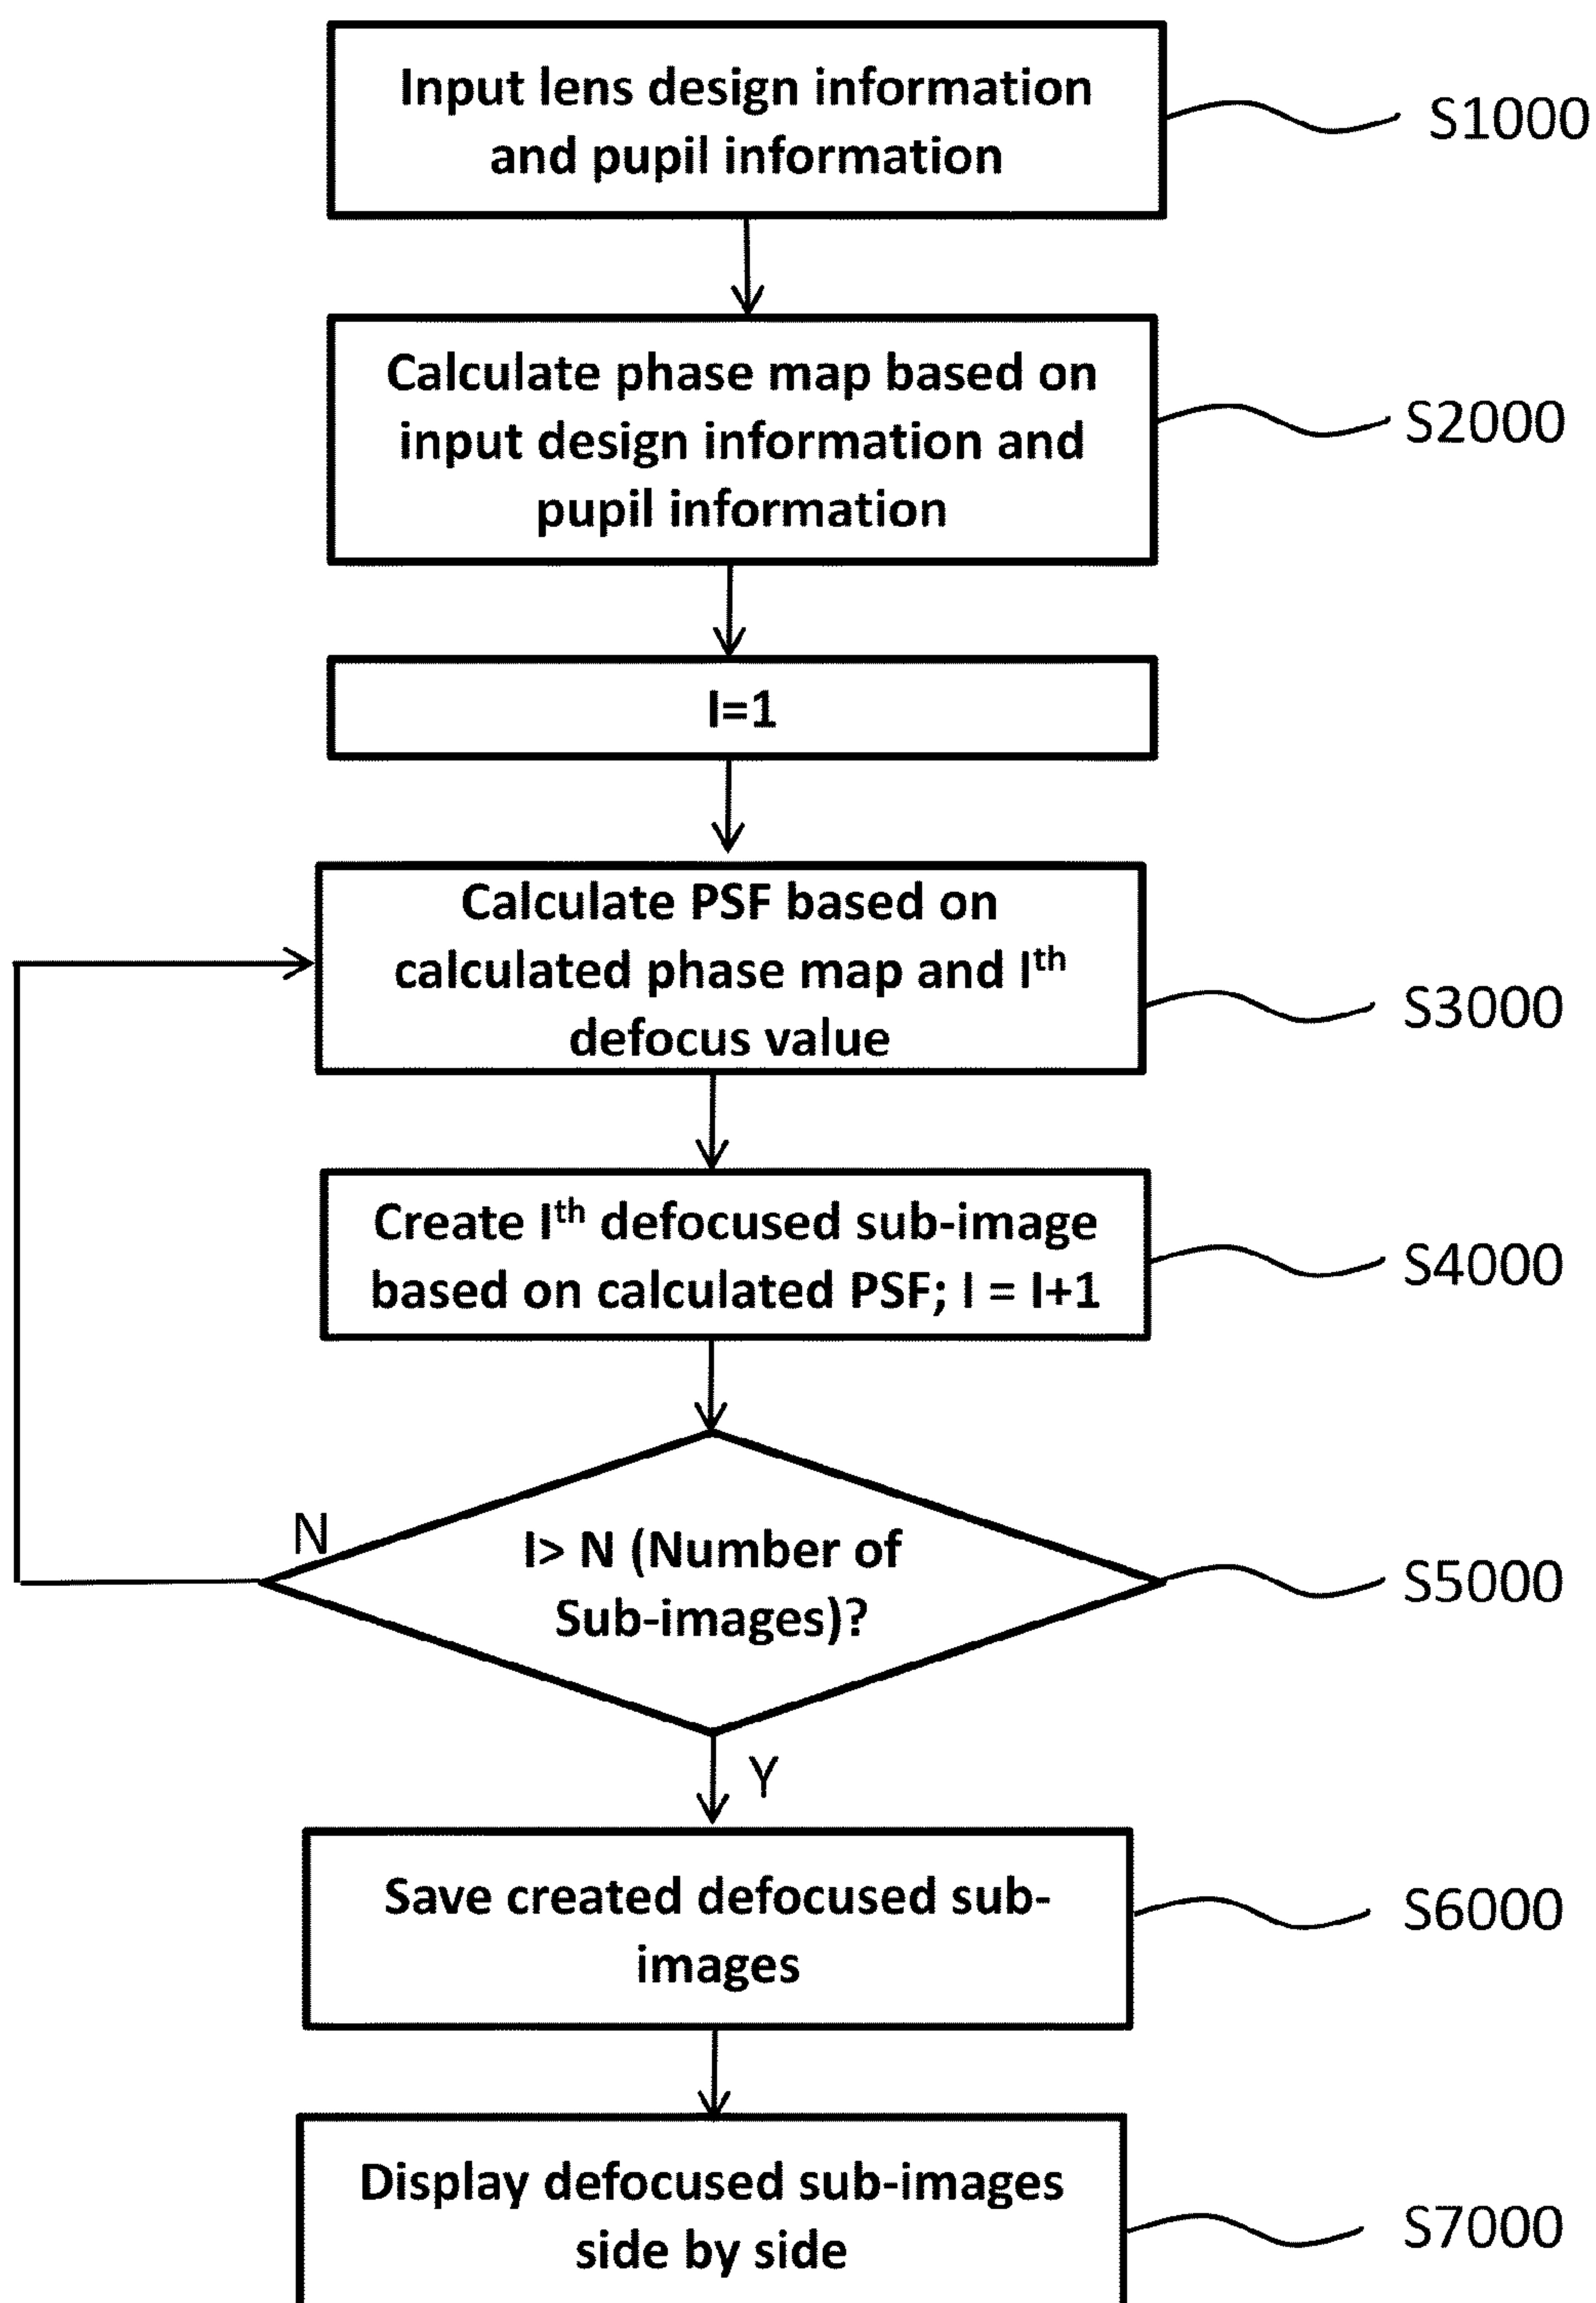 Input lens design information
and pupil information
S1000
Calculate phase map based on
input design information and
pupil information
S2000
I=1
Calculate PSF based on
calculated phase map and Ith
defocus value
S3000
Create Ith defocused sub-image
based on calculated PSF; I = I+1
S4000
N
I> N (Number of
Sub-images)?
S5000
Y
Save created defocused sub-
images
S6000
Display defocused sub-images
side by side
S7000